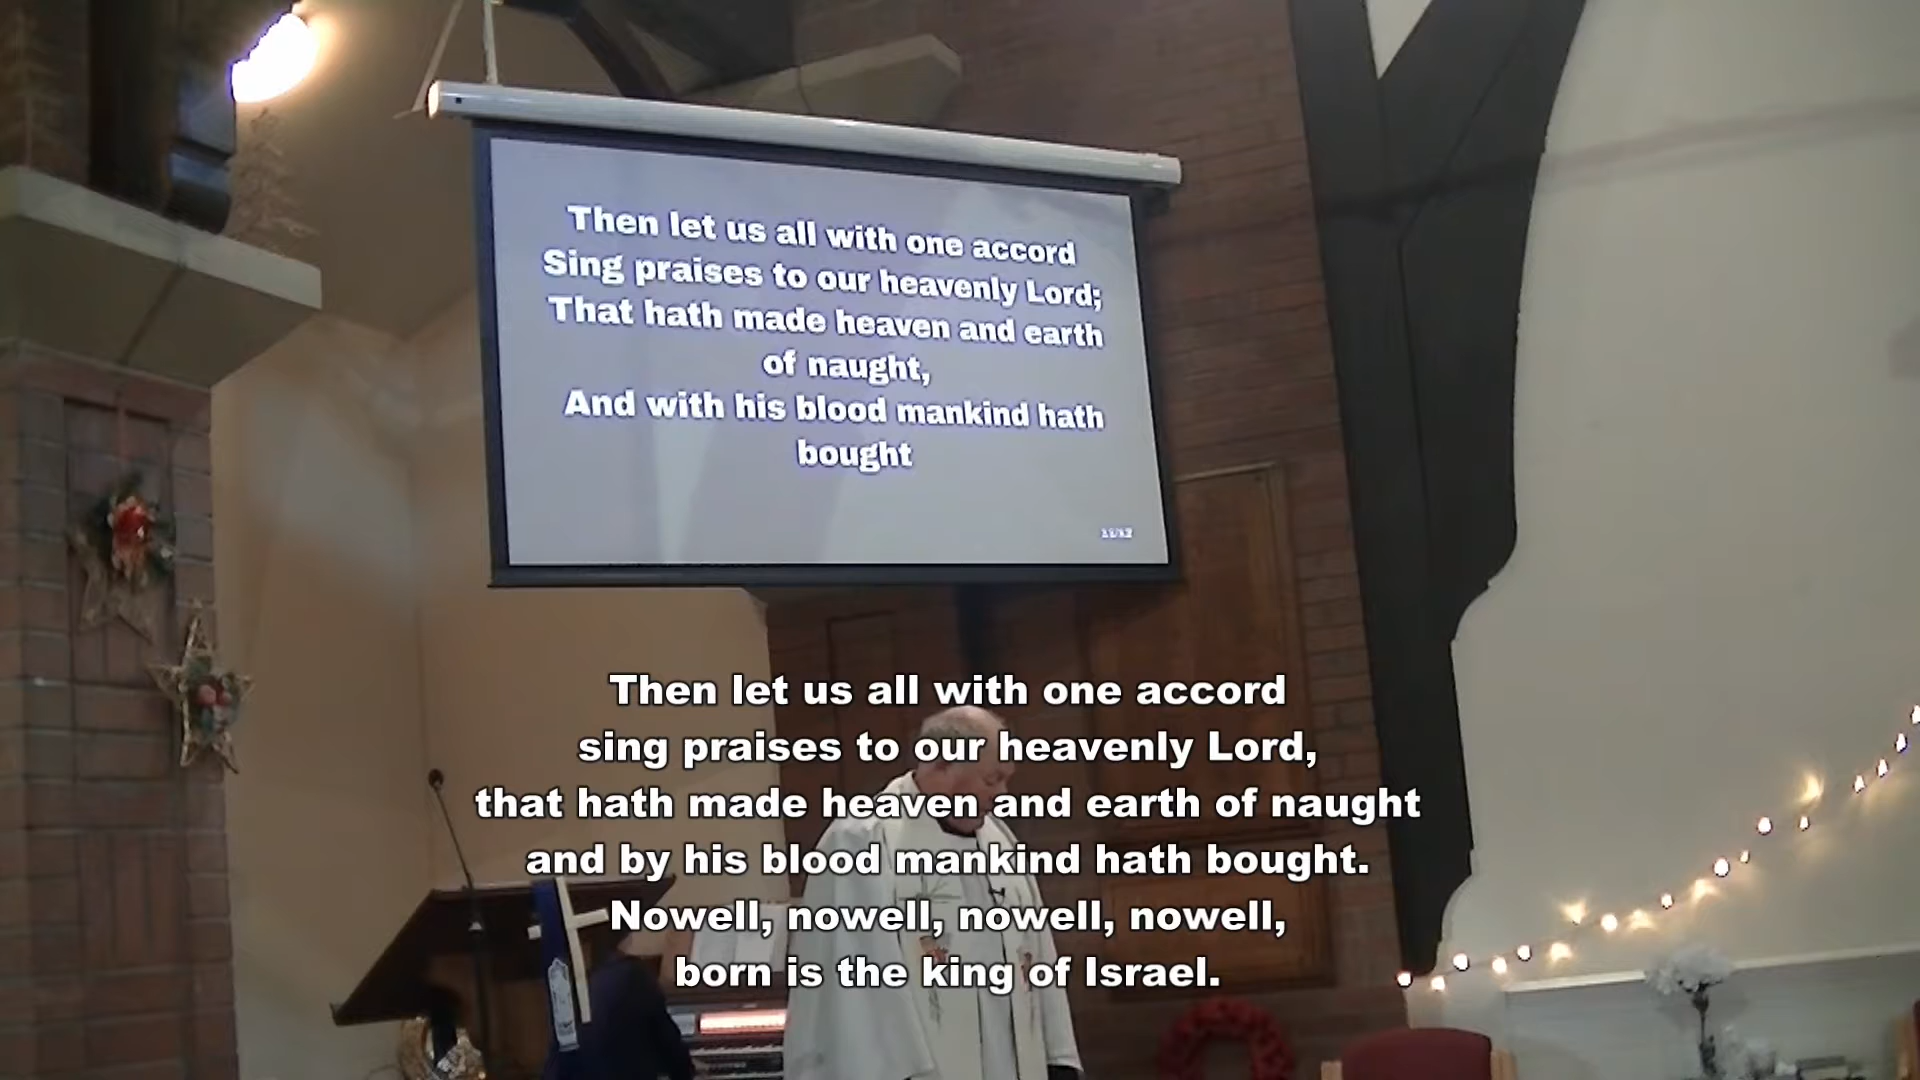 Then let us all with one accord
Sing praises to our heavenly Lord;
That hath made heaven and earth
of naught,
And with his blood mankind hath
bought
11/12
Then let us all with one accord
sing praises to our heavenly Lord,
that hath made heaven and earth of naught
and by his blood mankind hath bought.
Nowell, nowell, nowell, nowell,
born is the king of Israel.